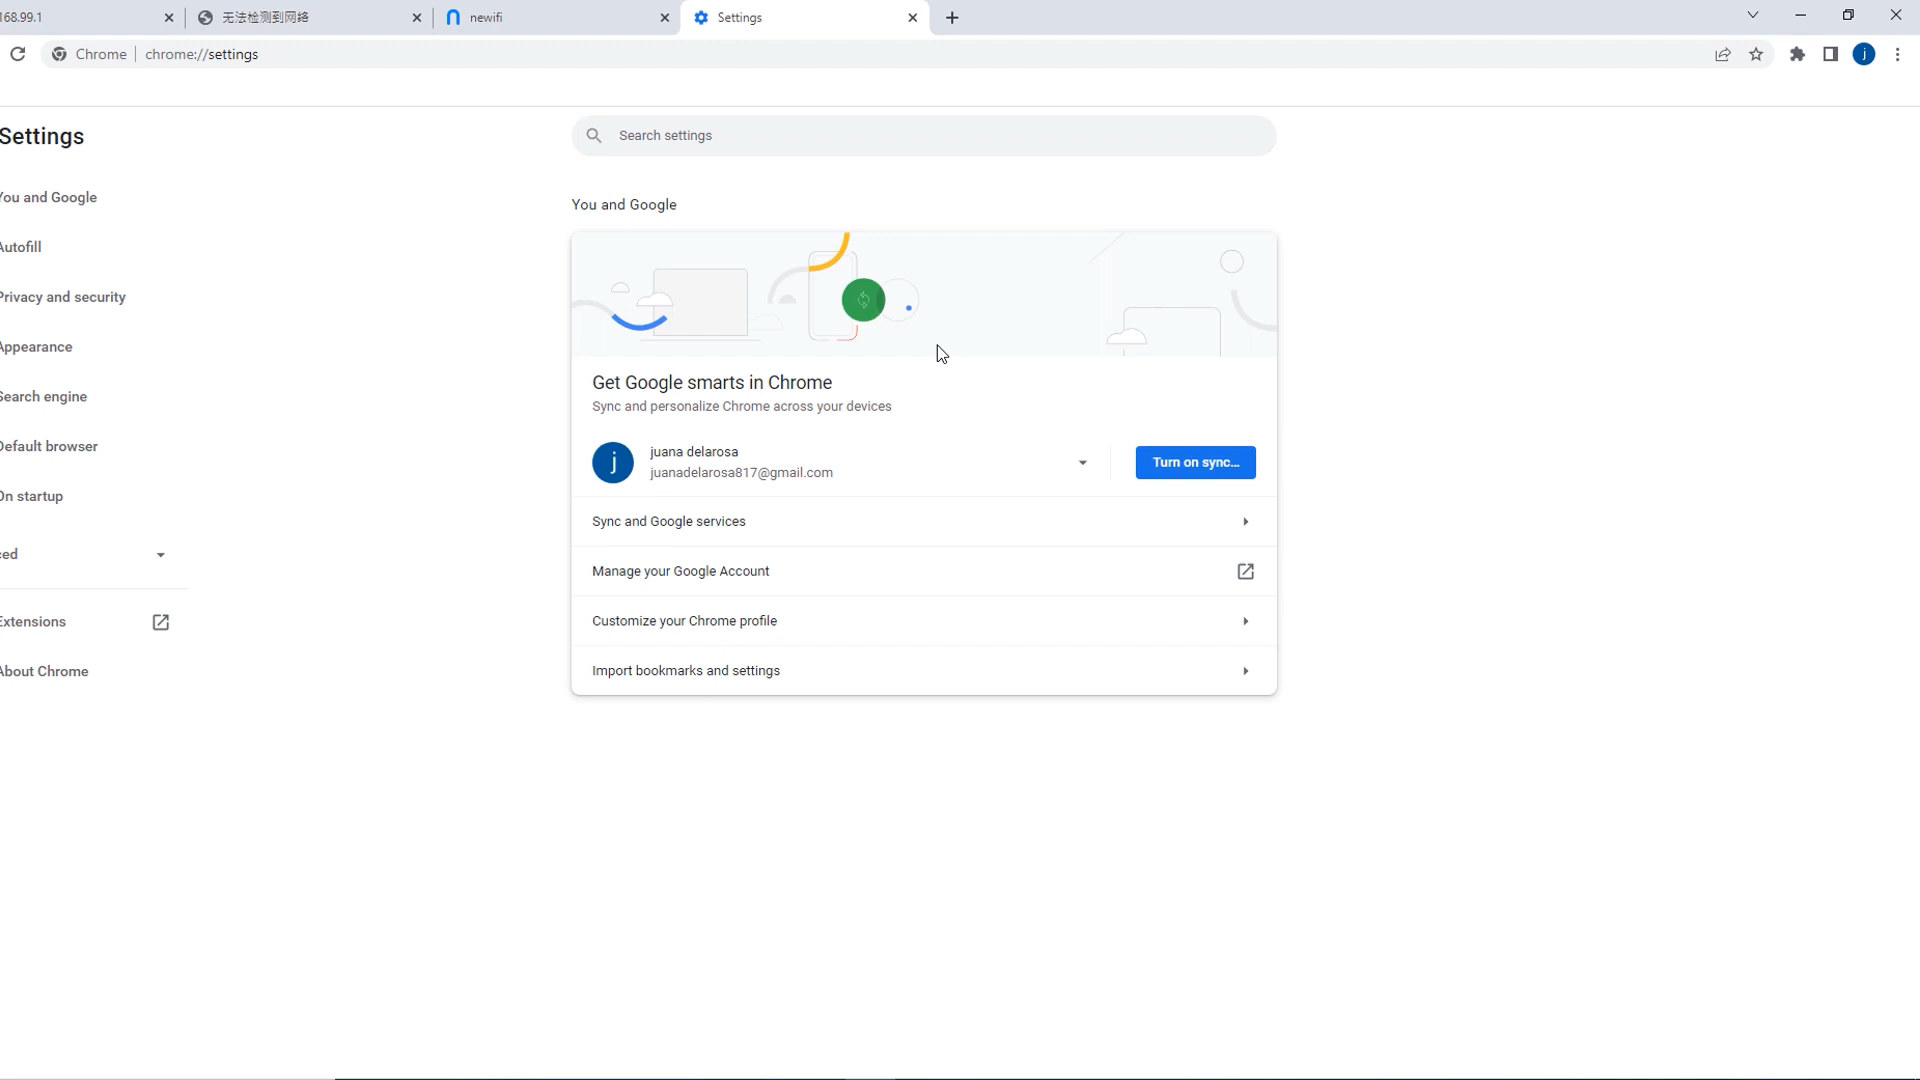 168.99.1
无法检测到网络
newifi
Settings
Chrome
chrome://settings
j
Settings
Search settings
You and Google
Autofill
Privacy and security
Appearance
Search engine
Default browser
On startup
ced
Extensions
About Chrome
You and Google
Get Google smarts in Chrome
Sync and personalize Chrome across your devices
j
juana delarosa
juanadelarosa817@gmail.com
Turn on sync...
Sync and Google services
Manage your Google Account
Customize your Chrome profile
Import bookmarks and settings